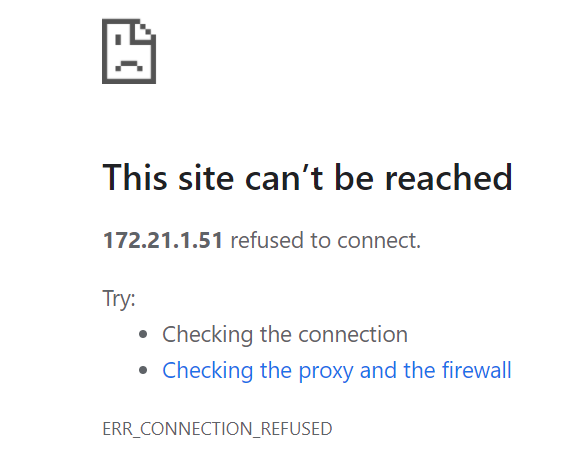 This site can’t be reached
172.21.1.51 refused to connect.
Try:
• Checking the connection
• Checking the proxy and the firewall
ERR_CONNECTION_REFUSED